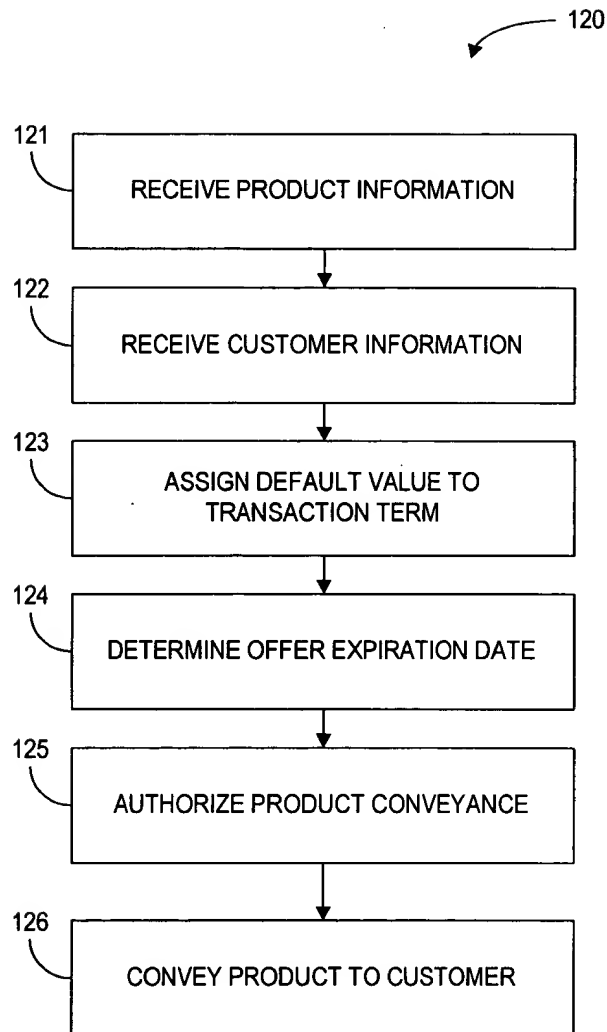 120
121
RECEIVE PRODUCT INFORMATION
122
RECEIVE CUSTOMER INFORMATION
123
ASSIGN DEFAULT VALUE TO
TRANSACTION TERM
124
DETERMINE OFFER EXPIRATION DATE
125
AUTHORIZE PRODUCT CONVEYANCE
126
CONVEY PRODUCT TO CUSTOMER